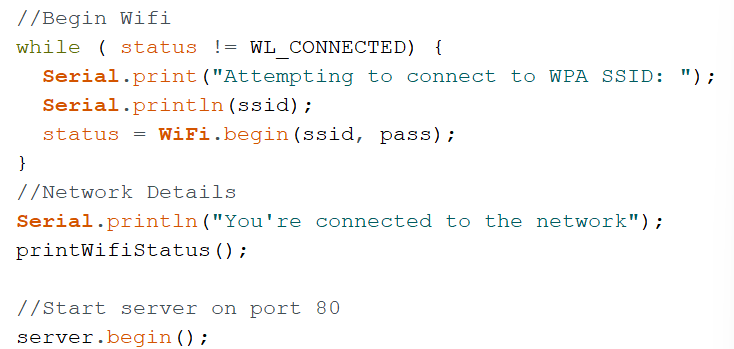 //Begin Wifi
while ( status != WL_CONNECTED) {
  Serial.print("Attempting to connect to WPA SSID: ");
  Serial.println(ssid);
  status = WiFi.begin(ssid, pass);
}
//Network Details
Serial.println("You're connected to the network");
printWifiStatus();

//Start server on port 80
server.begin();